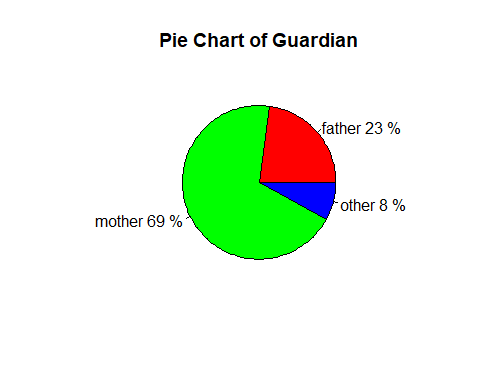 Pie Chart of Guardian
father 23 %
other 8 %
mother 69 %